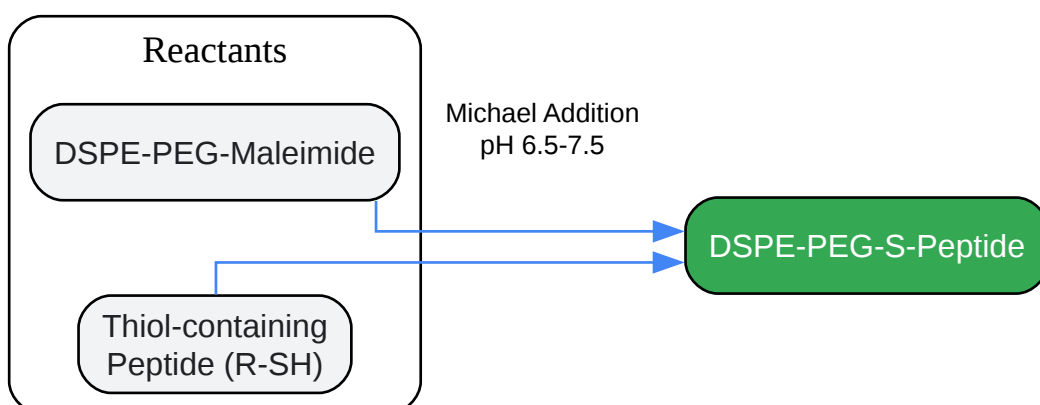 Reactants
DSPE-PEG-Maleimide
Michael Addition
pH 6.5-7.5
DSPE-PEG-S-Peptide
Thiol-containing
Peptide (R-SH)